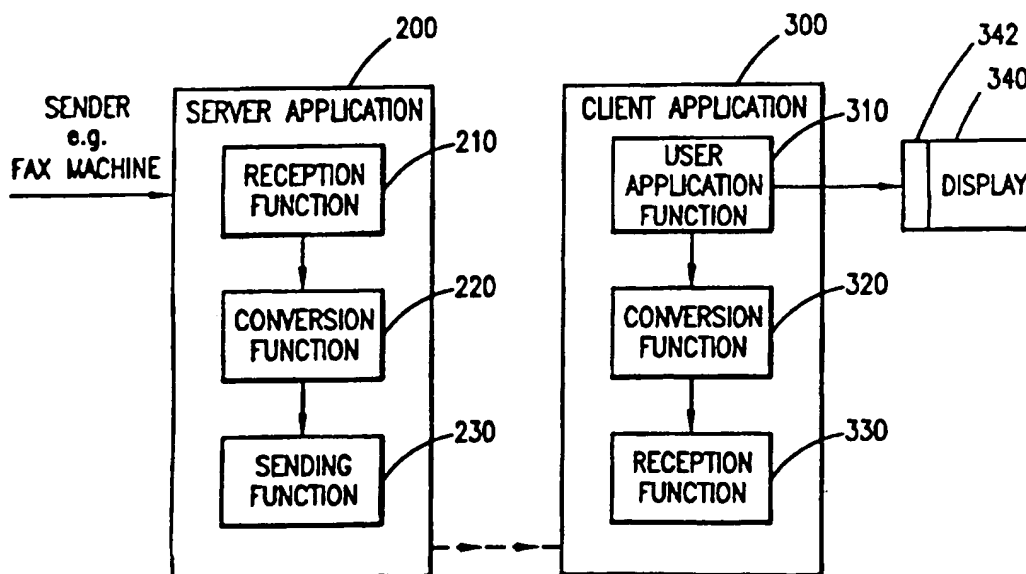 200
300
342
340
SENDER
e.g.
FAX MACHINE
SERVER APPLICATION
210
RECEPTION
FUNCTION
220
CONVERSION
FUNCTION
230
SENDING
FUNCTION
CLIENT APPLICATION
310
USER
APPLICATION
FUNCTION
DISPLAY
320
CONVERSION
FUNCTION
330
RECEPTION
FUNCTION